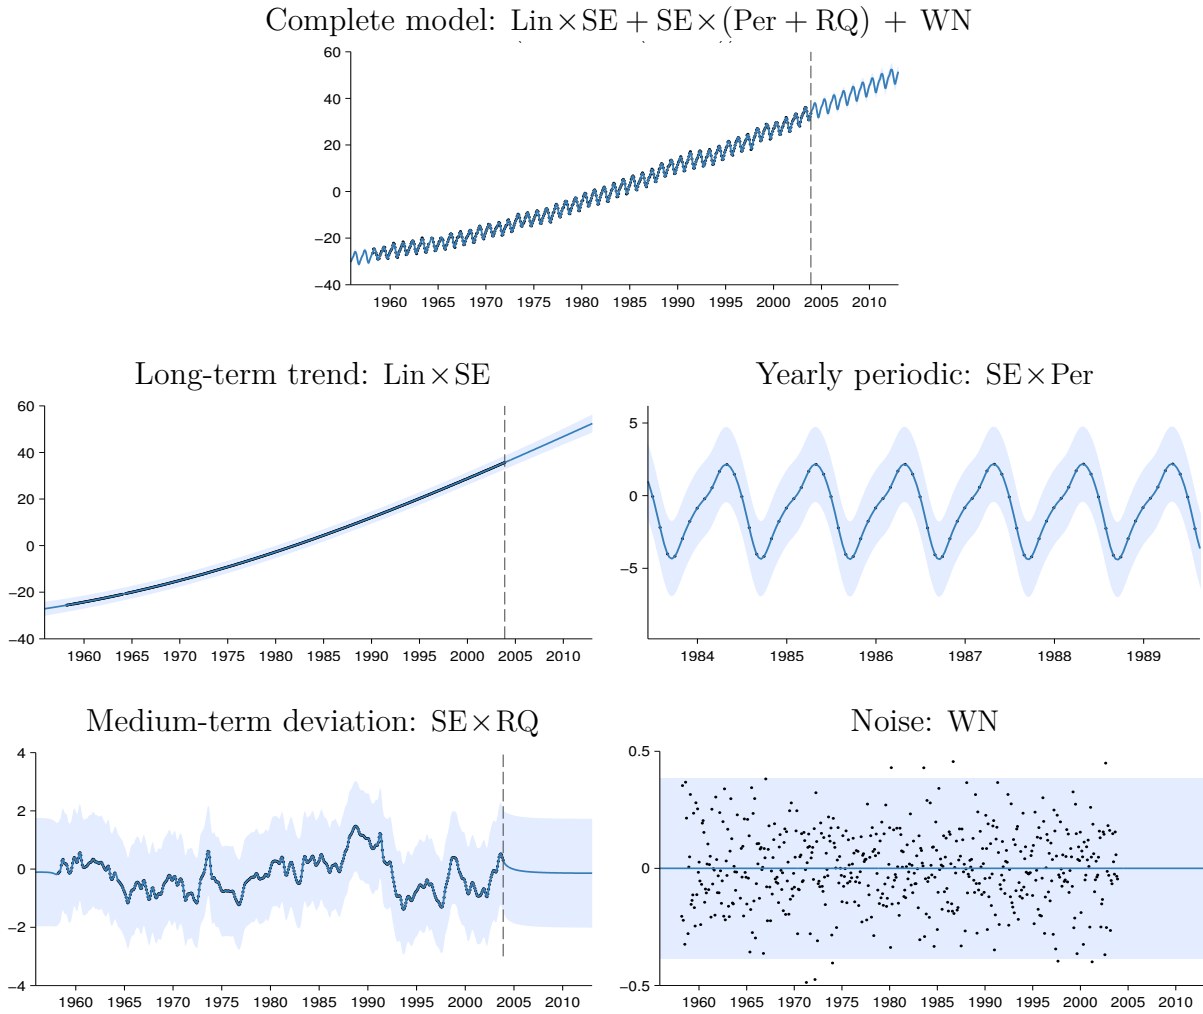 Complete model: Lin×SE + SE×(Per + RQ) + WN
60
40
20
0
−20
−40
1960 1965 1970 1975 1980 1985 1990 1995 2000 2005 2010
Long-term trend: Lin×SE
60
40
20
0
−20
−40
1960 1965 1970 1975 1980 1985 1990 1995 2000 2005 2010
Yearly periodic: SE×Per
5
0
−5
1984 1985 1986 1987 1988 1989
Medium-term deviation: SE×RQ
4
2
0
−2
−4
1960 1965 1970 1975 1980 1985 1990 1995 2000 2005 2010
Noise: WN
0.5
0
−0.5
1960 1965 1970 1975 1980 1985 1990 1995 2000 2005 2010